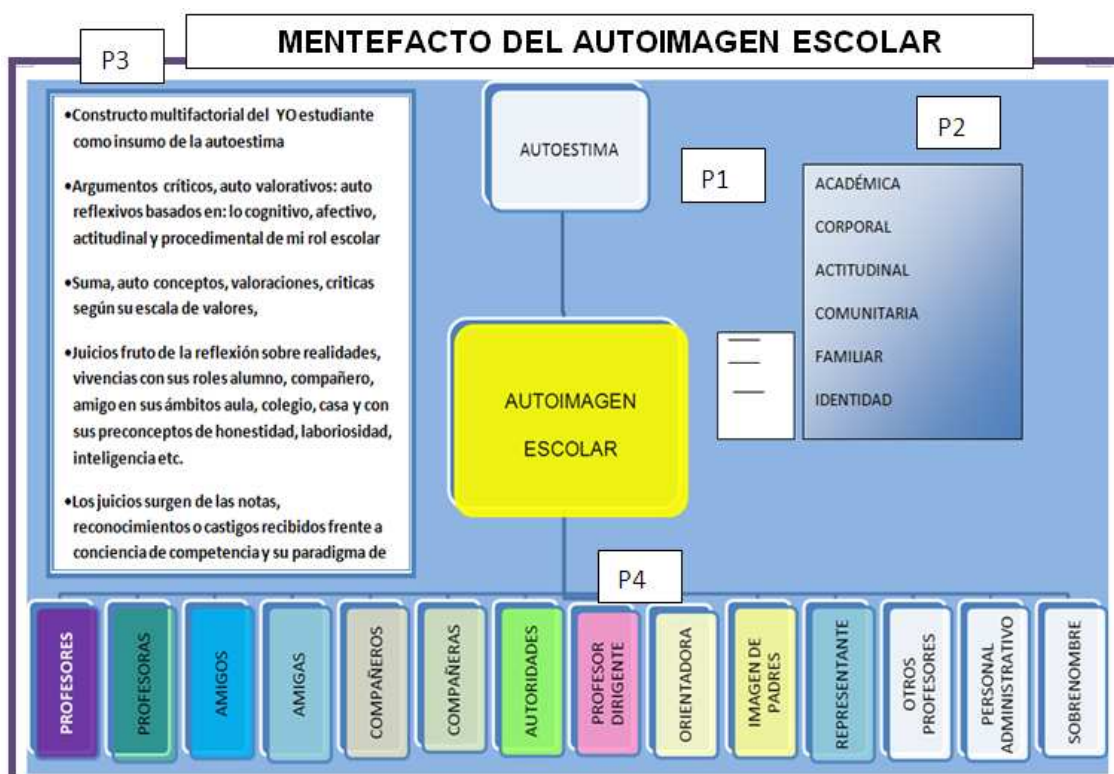 MENTEFACTO DEL AUTOIMAGEN ESCOLAR
P3
•Constructo multifactorial del YO estudiante
como insumo de la autoestima
•Argumentos críticos, auto valorativos: auto
reflexivos basados en: lo cognitivo, afectivo,
actitudinal y procedimental de mi rol escolar
•Suma, auto conceptos, valoraciones, criticas
según su escala de valores,
•Juicios fruto de la reflexión sobre realidades,
vivencias con sus roles alumno, compañero,
amigo en sus ámbitos aula, colegio, casa y con
sus preconceptos de honestidad, laboriosidad,
inteligencia etc.
•Los juicios surgen de las notas,
reconocimientos o castigos recibidos frente a
conciencia de competencia y su paradigma de
AUTOESTIMA
P1
P2
ACADÉMICA
CORPORAL
ACTITUDINAL
COMUNITARIA
FAMILIAR
IDENTIDAD
AUTOIMAGEN
ESCOLAR
P4
PROFESORES
PROFESORAS
AMIGOS
AMIGAS
COMPAÑEROS
COMPAÑERAS
AUTORIDADES
PROFESOR
DIRIGENTE
ORIENTADORA
IMAGEN DE
PADRES
REPRESENTANTE
OTROS
PROFESORES
PERSONAL
ADMINISTRATIVO
SOBRENOMBRE